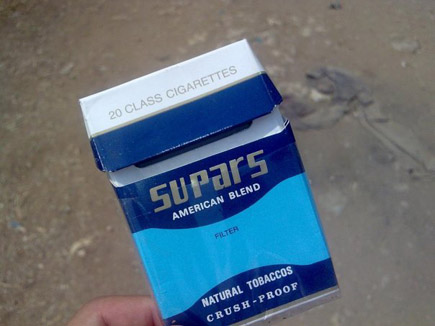 20 CLASS CIGARETTES
SUPARS
AMERICAN BLEND
FILTER
NATURAL TOBACCOS
CRUSH-PROOF